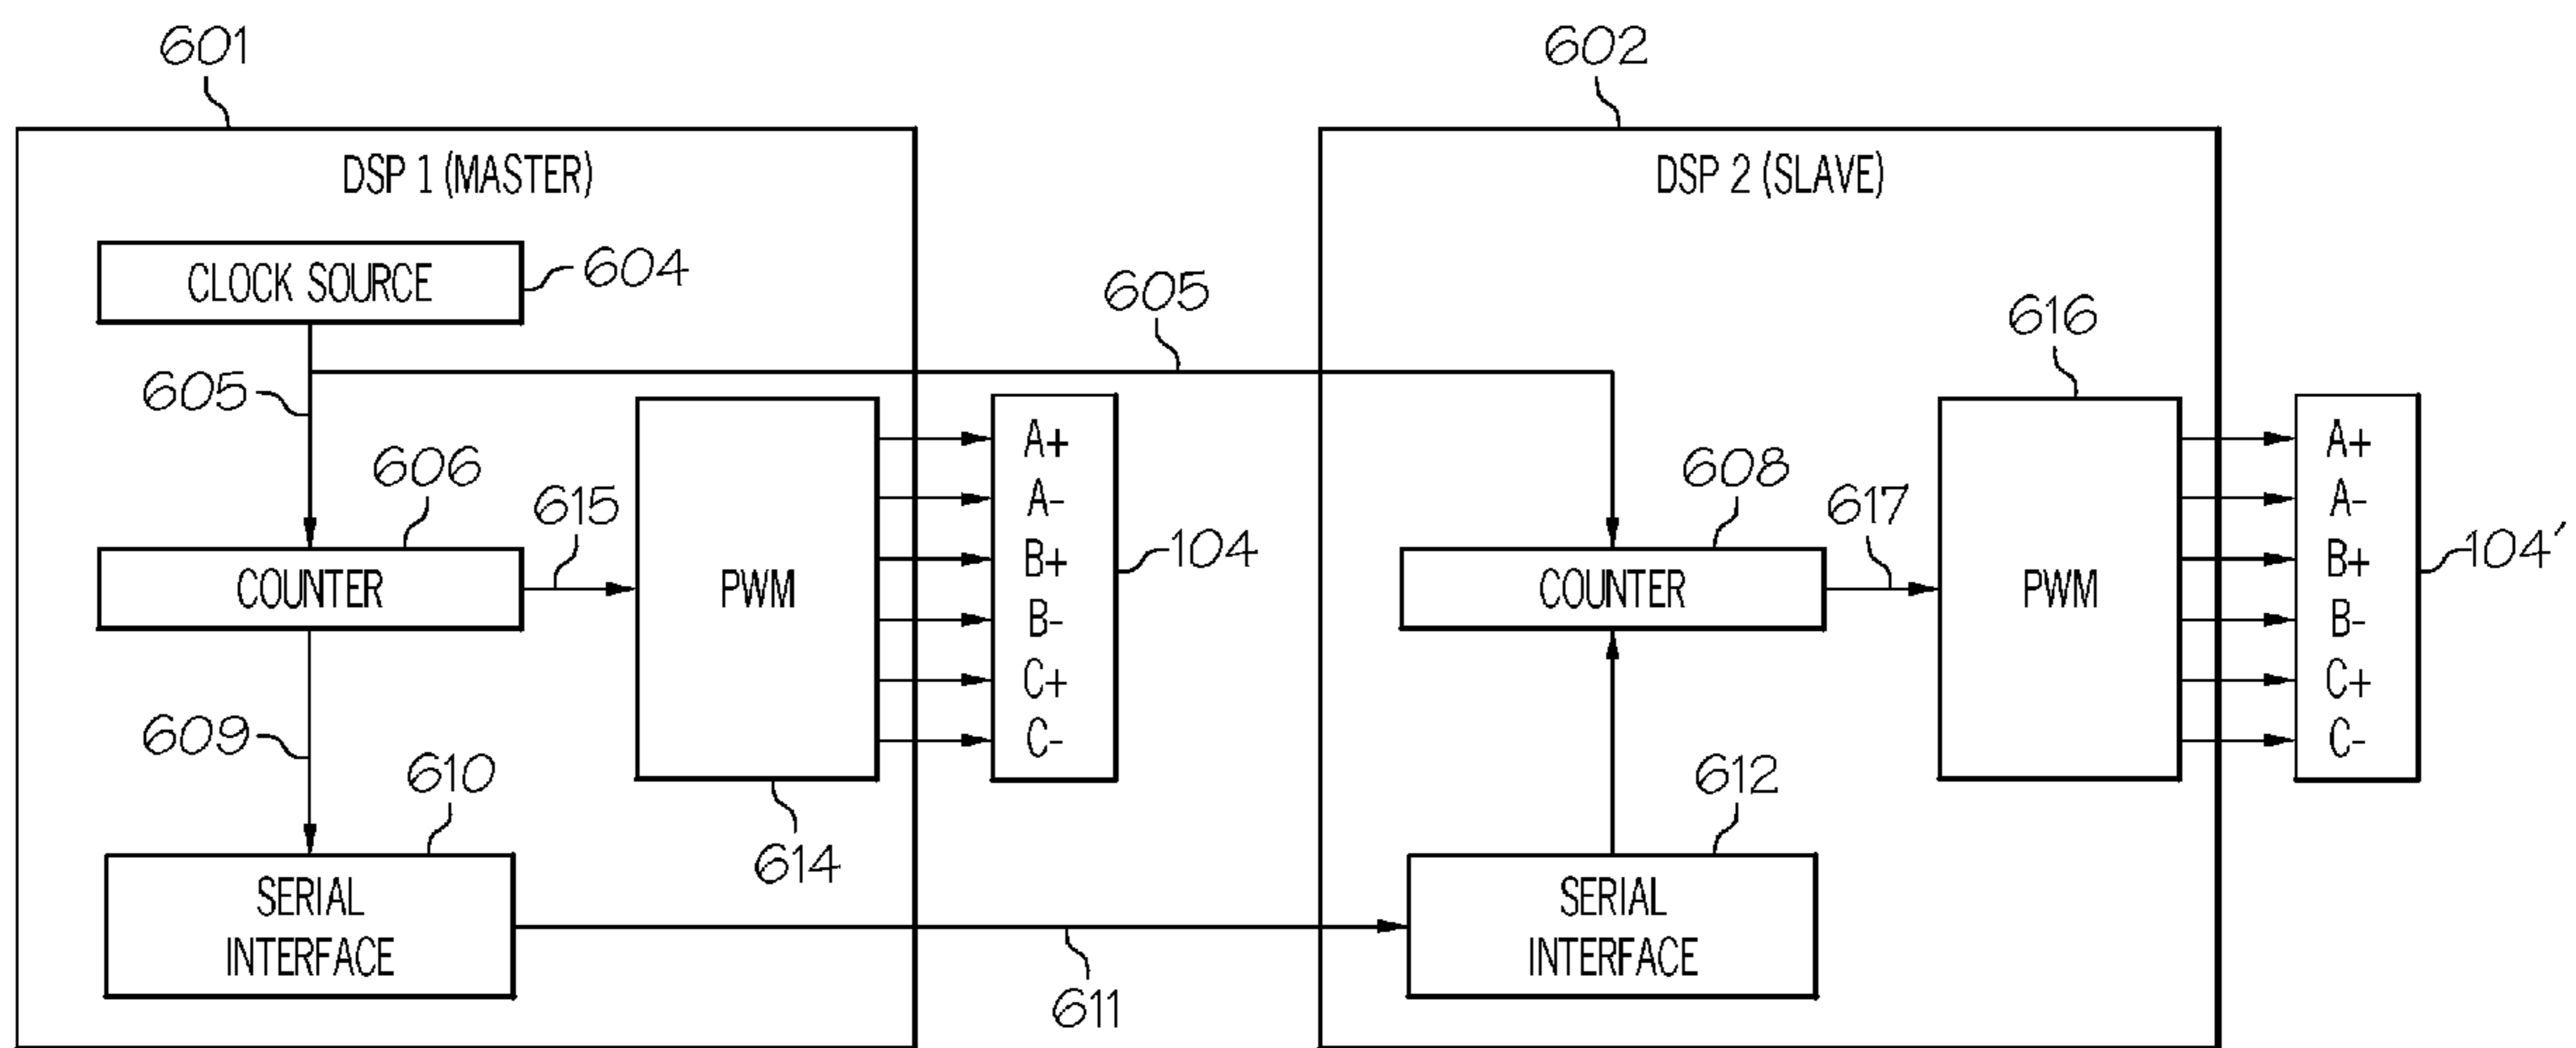 601
602
DSP 1 (MASTER)
DSP 2 (SLAVE)
CLOCK SOURCE
604
605
605
606
615
COUNTER
PWM
A+
A-
B+
B-
C+
C-
104
608
617
616
COUNTER
PWM
A+
A-
B+
B-
C+
C-
104′
609
610
614
612
SERIAL
INTERFACE
SERIAL
INTERFACE
611